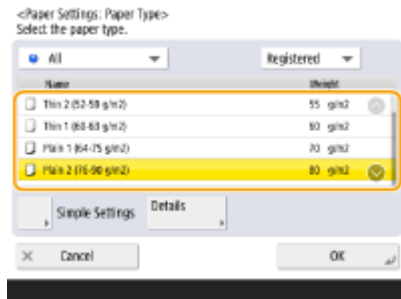 <Paper Settings: Paper Type>
Select the paper type.
All
Registered
Name Weight
Thin 2 (52-59 g/m2) 55 g/m2
Thin 1 (60-63 g/m2) 60 g/m2
Plain 1 (64-75 g/m2) 70 g/m2
Plain 2 (76-90 g/m2) 80 g/m2
Simple Settings Details
Cancel OK